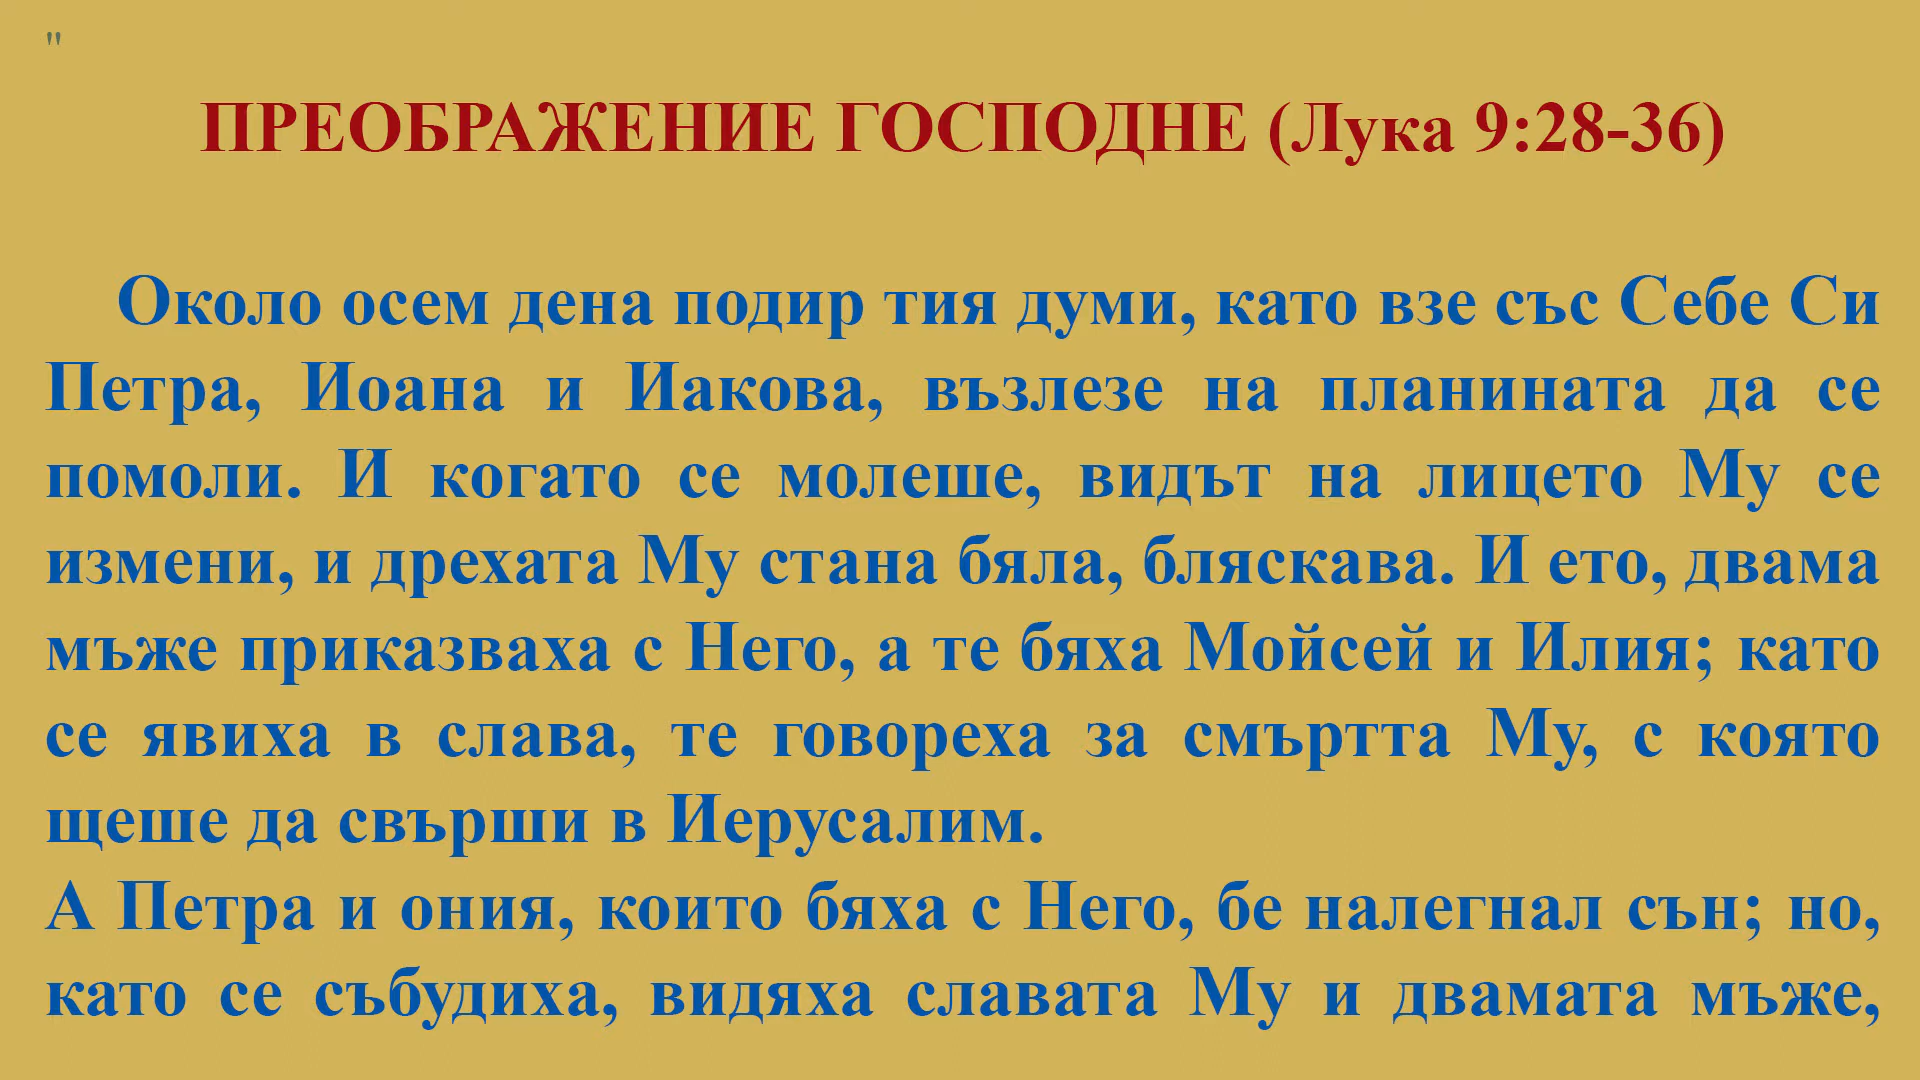 "
ПРЕОБРАЖЕНИЕ ГОСПОДНЕ (Лука 9:28-36)
Около осем дена подир тия думи, като взе със Себе Си
Петра, Иоана и Иакова, възлезе на планината да се
помоли. И когато се молеше, видът на лицето Му се
измени, и дрехата Му стана бяла, бляскава. И ето, двама
мъже приказваха с Него, а те бяха Мойсей и Илия; като
се явиха в слава, те говореха за смъртта Му, с която
щеше да свърши в Иерусалим.
А Петра и ония, които бяха с Него, бе налегнал сън; но,
като се събудиха, видяха славата Му и двамата мъже,